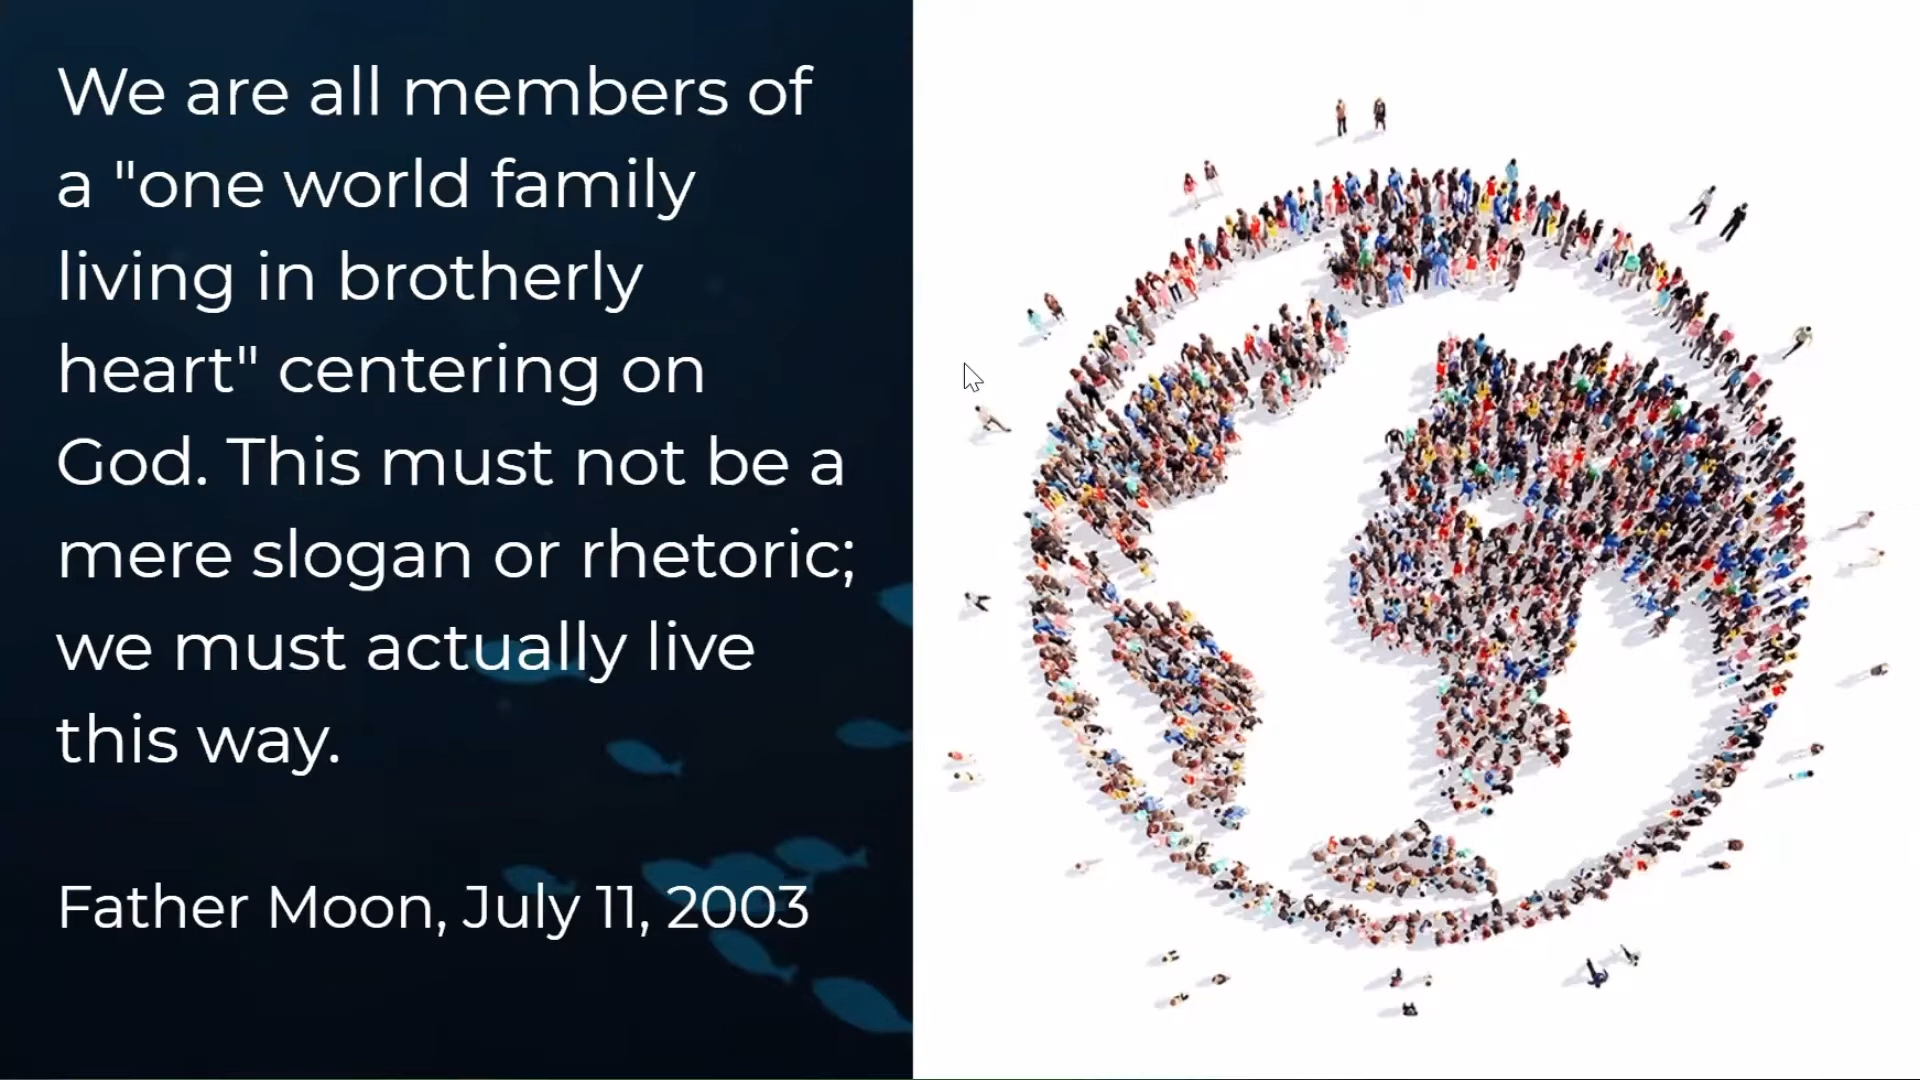 We are all members of
a "one world family
living in brotherly
heart" centering on
God. This must not be a
mere slogan or rhetoric;
we must actually live
this way.
Father Moon, July 11, 2003